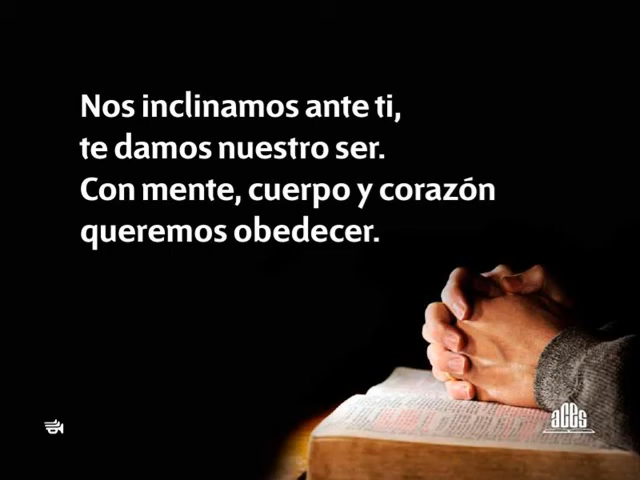 Nos inclinamos ante ti,
te damos nuestro ser.
Con mente, cuerpo y corazón
queremos obedecer.
aces